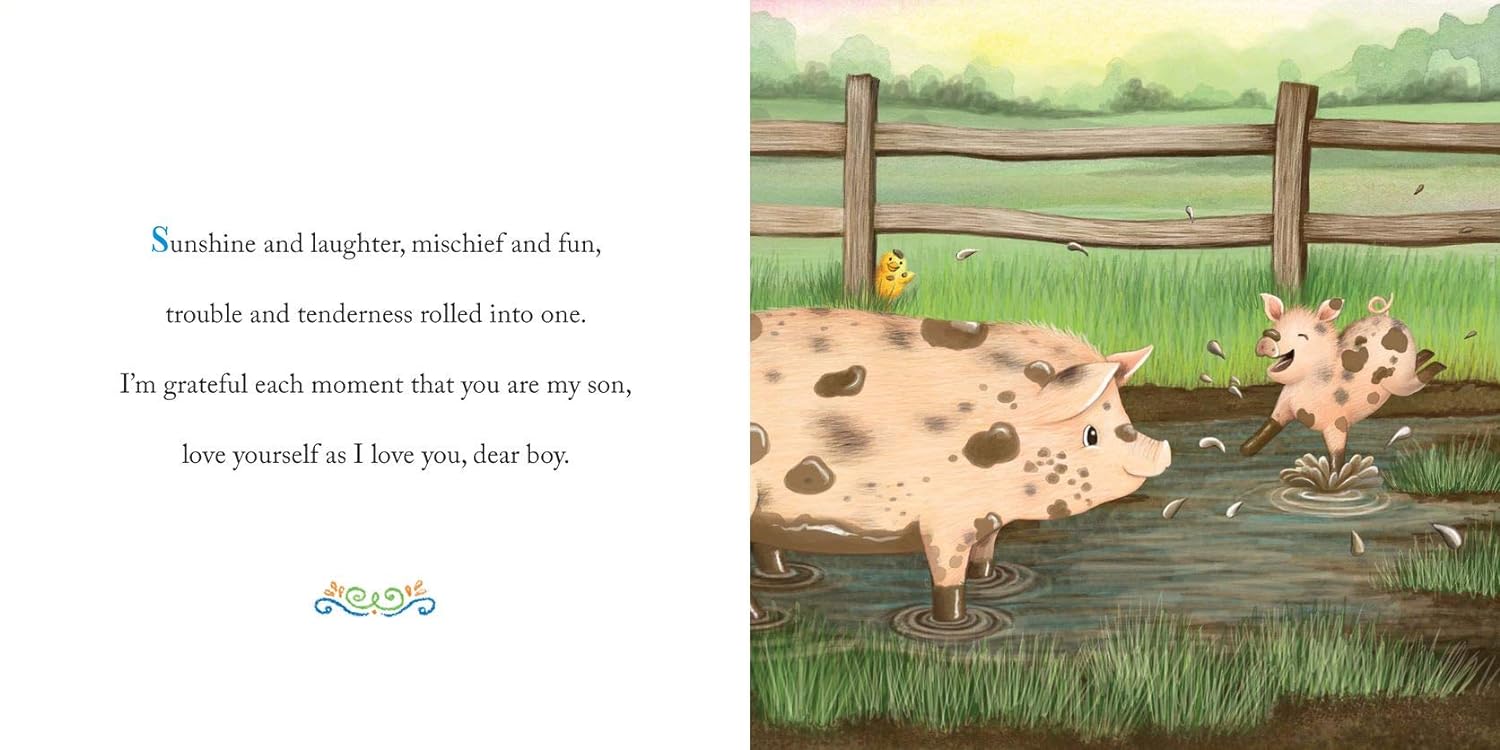 Sunshine and laughter, mischief and fun,
trouble and tenderness rolled into one.
I'm grateful each moment that you are my son,
love yourself as I love you, dear boy.